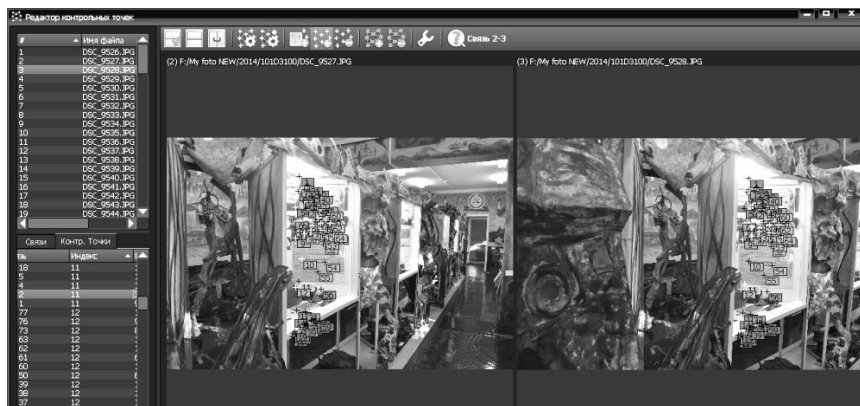 Редактор контрольных точек
Связь 2-3
# Имя файла
1 DSC_9526.JPG
2 DSC_9527.JPG
3 DSC_9528.JPG
4 DSC_9529.JPG
5 DSC_9530.JPG
6 DSC_9531.JPG
7 DSC_9532.JPG
8 DSC_9533.JPG
9 DSC_9534.JPG
10 DSC_9535.JPG
11 DSC_9536.JPG
12 DSC_9537.JPG
13 DSC_9538.JPG
14 DSC_9539.JPG
15 DSC_9540.JPG
16 DSC_9541.JPG
17 DSC_9542.JPG
18 DSC_9543.JPG
19 DSC_9544.JPG
(2) F:/My foto NEW/2014/101D3100/DSC_9527.JPG
(3) F:/My foto NEW/2014/101D3100/DSC_9528.JPG
Связи Контр. Точки
Индекс
18 11
5 11
4 11
2 11
1 11
77 12
76 12
73 12
63 12
62 12
61 12
60 12
50 12
39 12
38 12
37 12